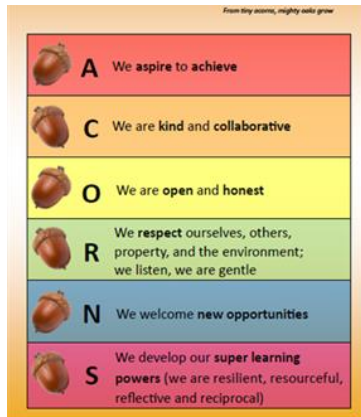 From tiny acorns, mighty oaks grow
A We aspire to achieve
C We are kind and collaborative
O We are open and honest
R We respect ourselves, others,
property, and the environment;
we listen, we are gentle
N We welcome new opportunities
S We develop our super learning
powers (we are resilient, resourceful,
reflective and reciprocal)